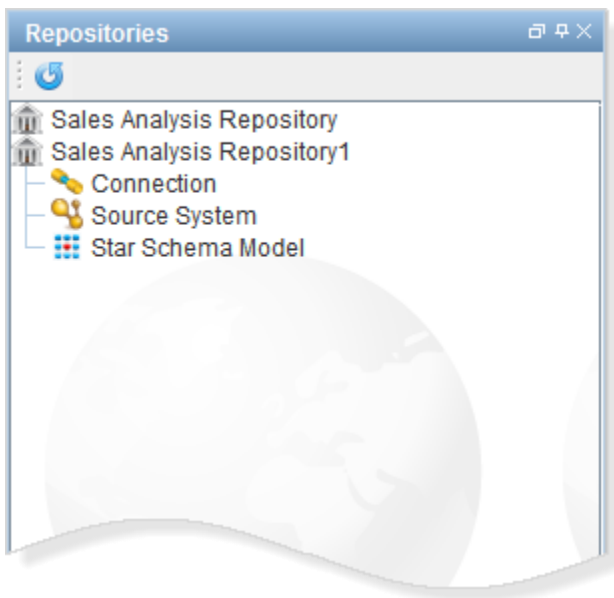 Repositories
Sales Analysis Repository
Sales Analysis Repository1
Connection
Source System
Star Schema Model